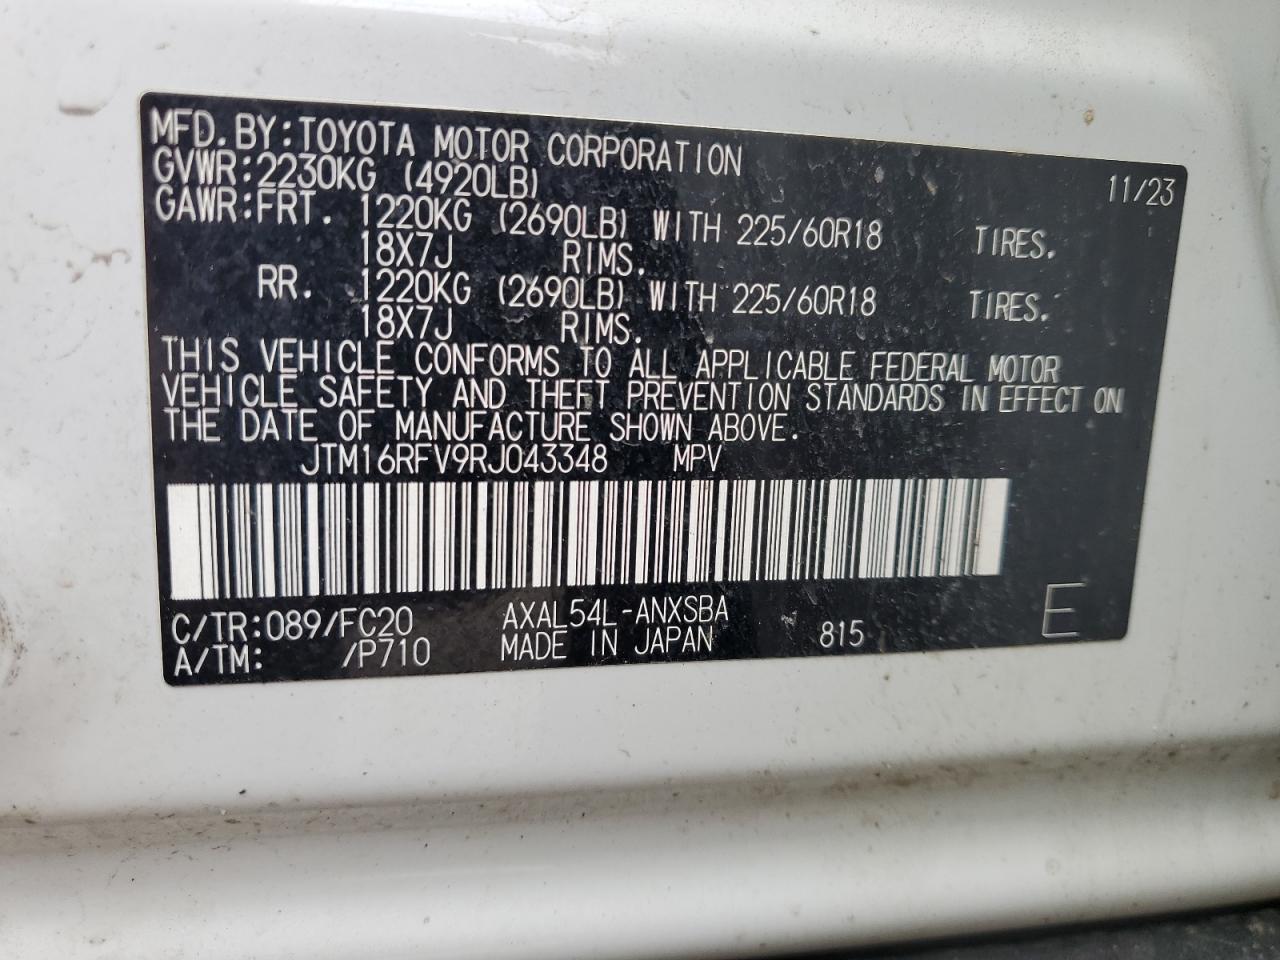 MFD.BY:TOYOTA MOTOR CORPORATION 11/23
GVWR:2230KG (4920LB)
GAWR:FRT. 1220KG (2690LB) WITH 225/60R18 TIRES.
18X7J RIMS.
RR. 1220KG (2690LB) WITH 225/60R18 TIRES.
18X7J RIMS.
THIS VEHICLE CONFORMS TO ALL APPLICABLE FEDERAL MOTOR
VEHICLE SAFETY AND THEFT PREVENTION STANDARDS IN EFFECT ON
THE DATE OF MANUFACTURE SHOWN ABOVE.
JTM16RFV9RJ043348 MPV
C/TR:089/FC20 AXAL54L-ANXSBA
A/TM: /P710 MADE IN JAPAN 815 E